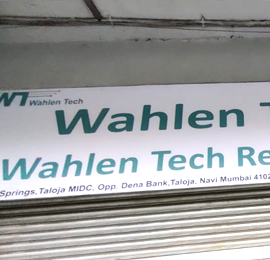 WT Wahlen Tech
Wahlen T
Wahlen Tech Re
Springs, Taloja MIDC, Opp. Dena Bank, Taloja, Navi Mumbai 4102